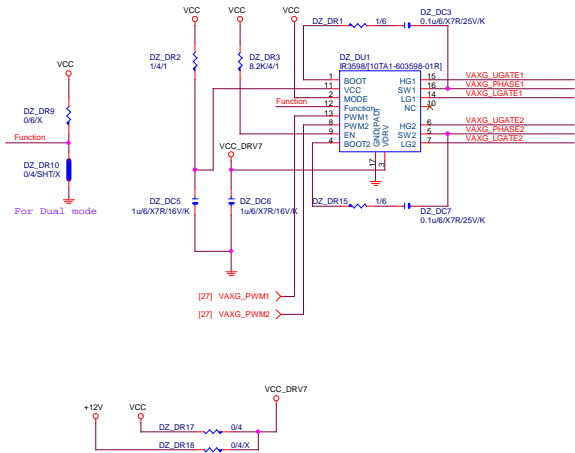 VCC
VCC
VCC
DZ_DR1
1/6
DZ_DC3
0.1u/6/X7R/25V/K
VCC
DZ_DR2
1/4/1
DZ_DR3
8.2K/4/1
DZ_DU1
IR3598/[10TA1-603598-01R]
1 BOOT HG1 15 VAXG_UGATE1
11 VCC SW1 16 VAXG_PHASE1
2 MODE LG1 14 VAXG_LGATE1
Function 12 Function NC 10
13 PWM1
8 PWM2 HG2 6 VAXG_UGATE2
9 EN SW2 5 VAXG_PHASE2
4 BOOT2 LG2 7 VAXG_LGATE2
GND(PAD)
VDRV
17
3
DZ_DR9
0/6/X
Function
DZ_DR10
0/4/SHT/X
For Dual mode
VCC_DRV7
DZ_DC5
1u/6/X7R/16V/K
DZ_DC6
1u/6/X7R/16V/K
DZ_DR15
1/6
DZ_DC7
0.1u/6/X7R/25V/K
[27] VAXG_PWM1
[27] VAXG_PWM2
VCC_DRV7
+12V
VCC
DZ_DR17
0/4
DZ_DR18
0/4/X